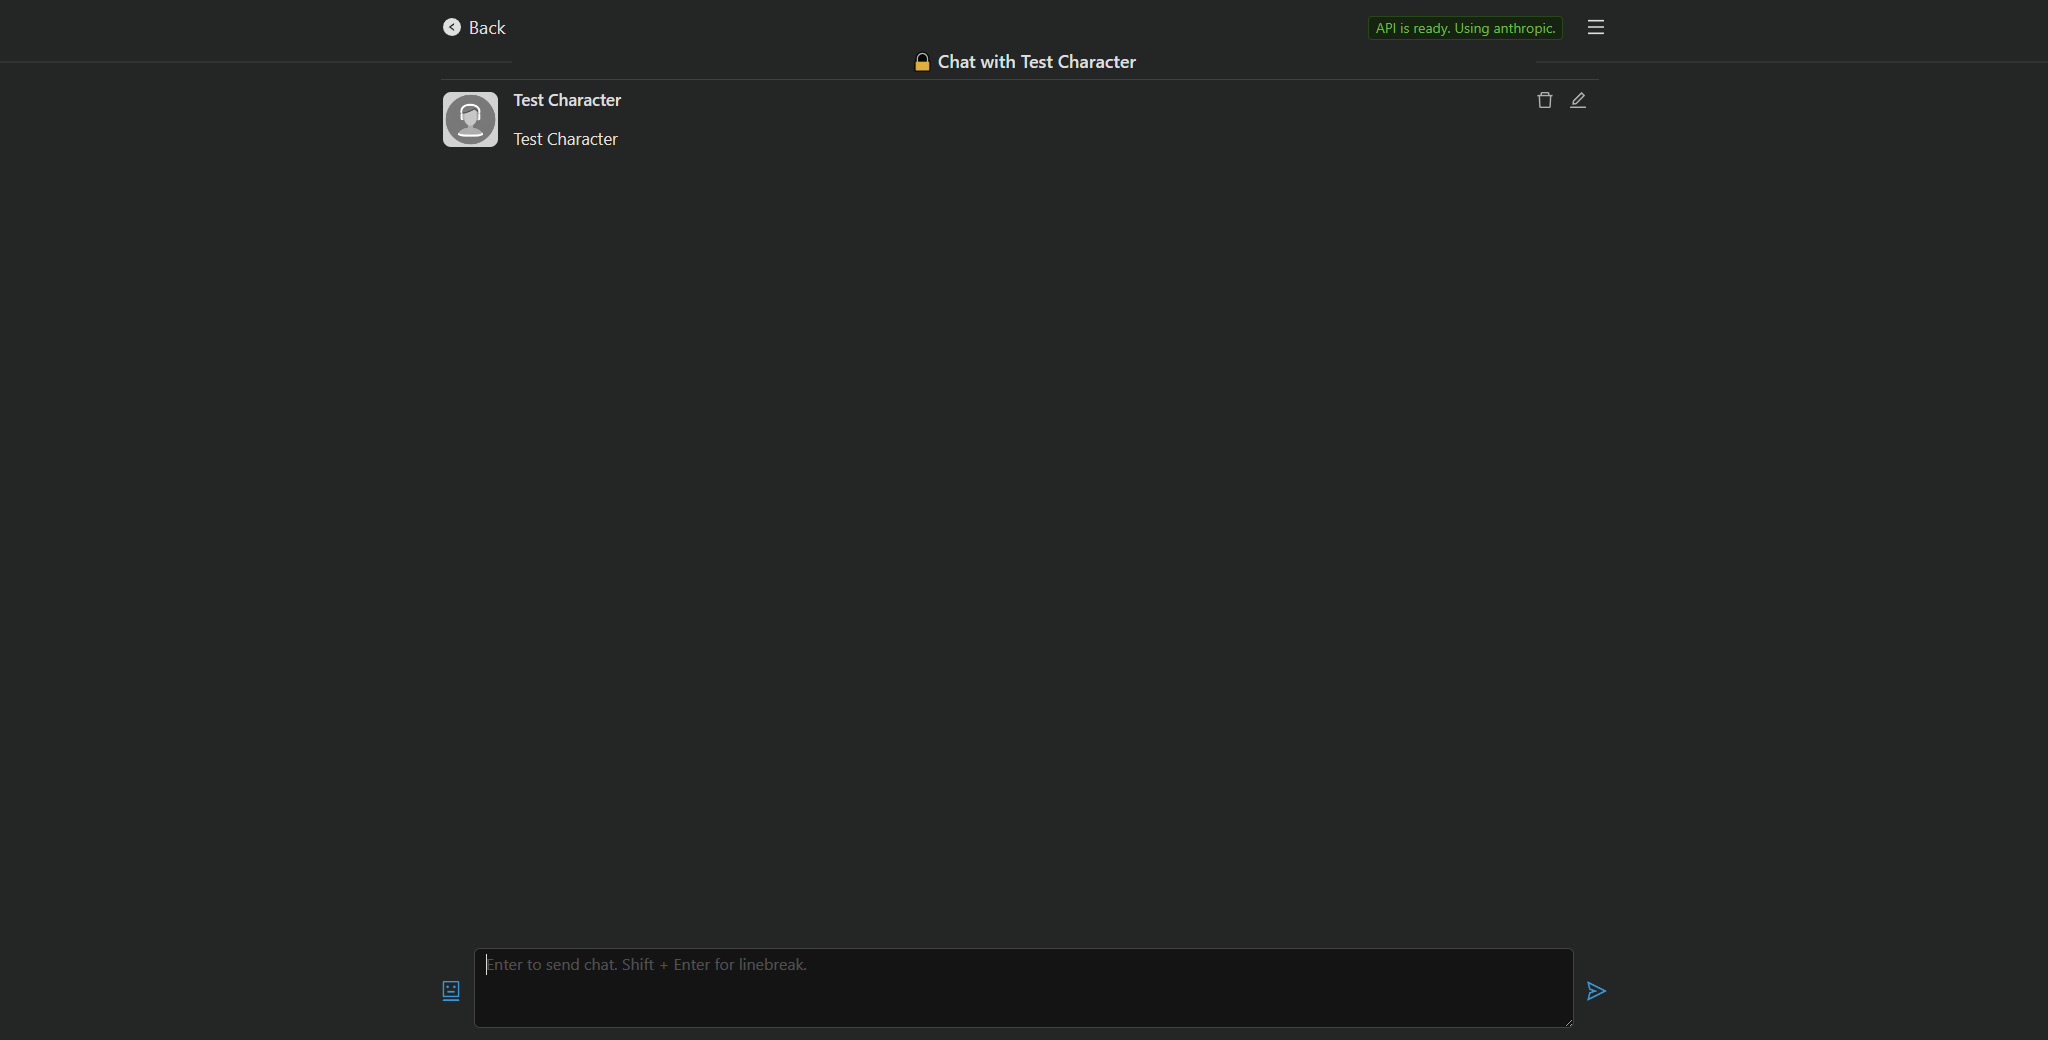 Back
API is ready. Using anthropic.
Chat with Test Character
Test Character
Test Character
Enter to send chat. Shift + Enter for linebreak.